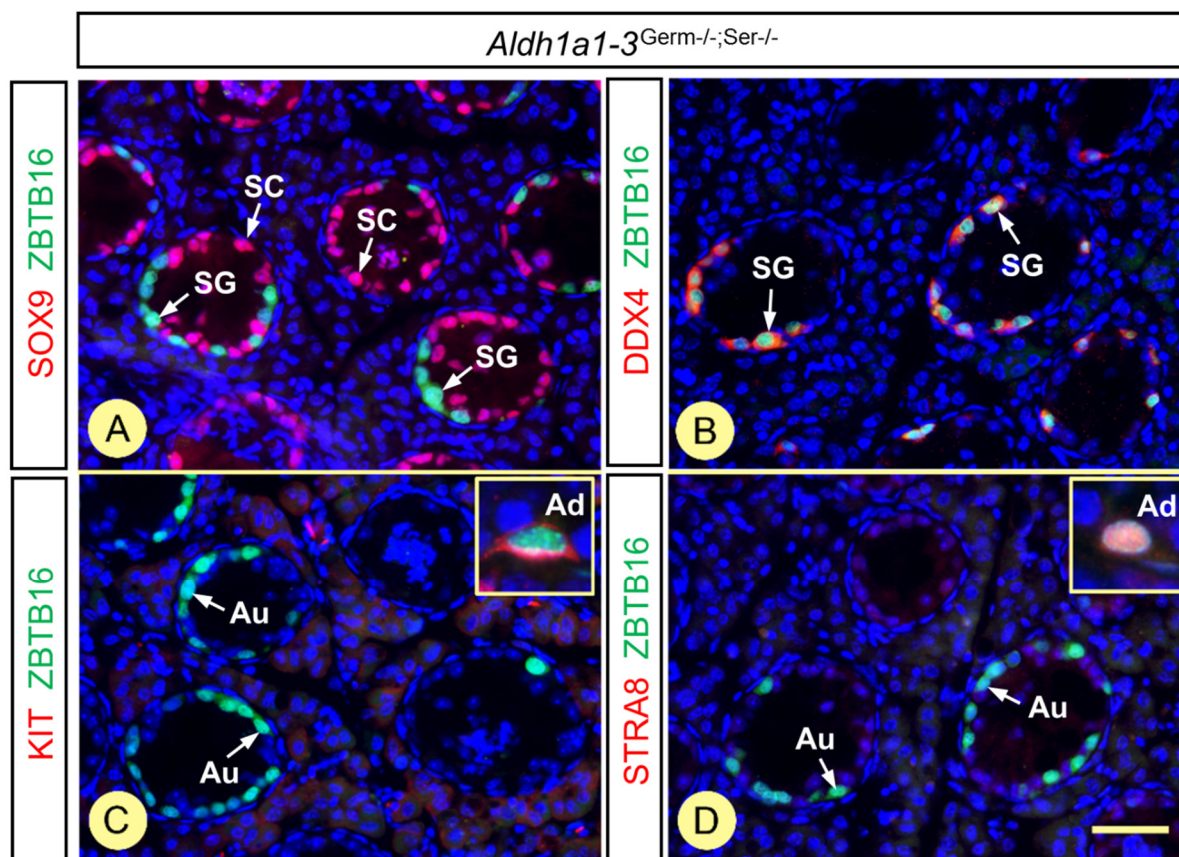 Aldh1a1-3Germ-/-;Ser-/-
SOX9 ZBTB16
SC
SC
SG
SG
A
DDX4 ZBTB16
SG
SG
B
KIT ZBTB16
Ad
Au
Au
C
STRA8 ZBTB16
Ad
Au
Au
D